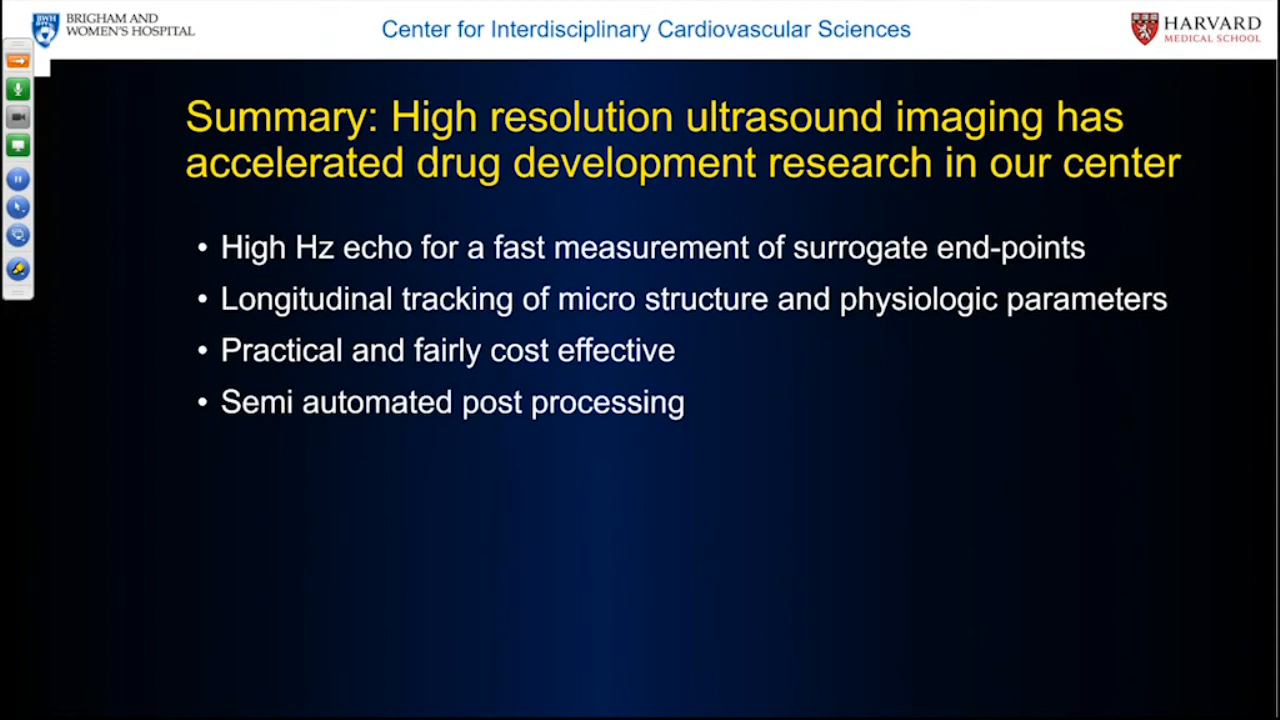 BWH
BRIGHAM AND
WOMEN'S HOSPITAL
Center for Interdisciplinary Cardiovascular Sciences
HARVARD
MEDICAL SCHOOL
Summary: High resolution ultrasound imaging has
accelerated drug development research in our center
• High Hz echo for a fast measurement of surrogate end-points
• Longitudinal tracking of micro structure and physiologic parameters
• Practical and fairly cost effective
• Semi automated post processing